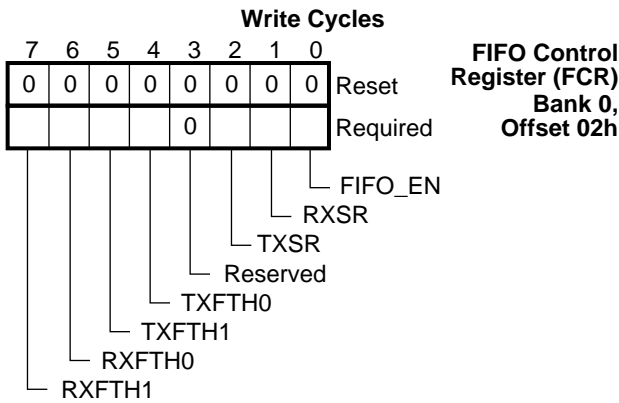 Write Cycles
7 6 5 4 3 2 1 0
0 0 0 0 0 0 0 0 Reset
0 Required
FIFO Control
Register (FCR)
Bank 0,
Offset 02h
FIFO_EN
RXSR
TXSR
Reserved
TXFTH0
TXFTH1
RXFTH0
RXFTH1